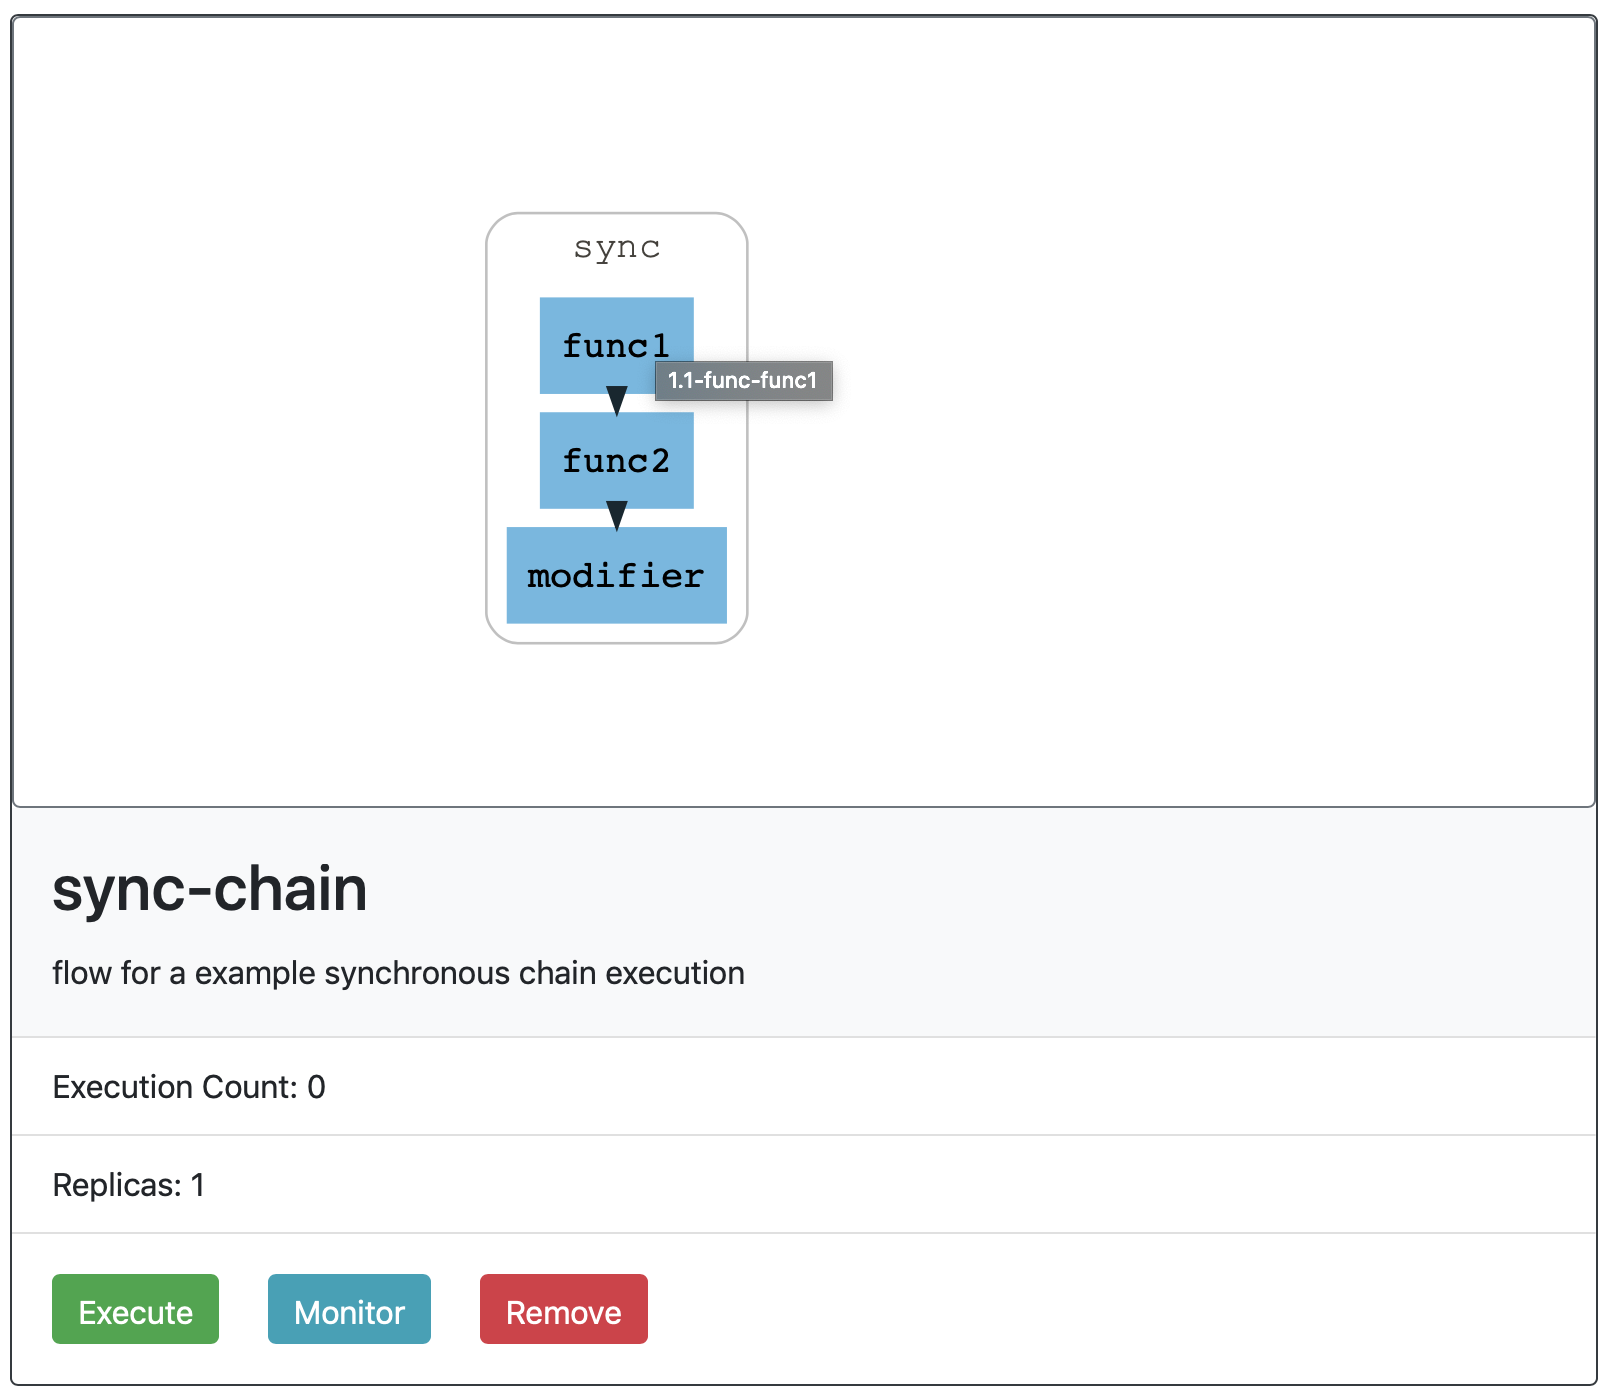 sync
func1
1.1-func-func1
func2
modifier
sync-chain
flow for a example synchronous chain execution
Execution Count: 0
Replicas: 1
Execute Monitor Remove